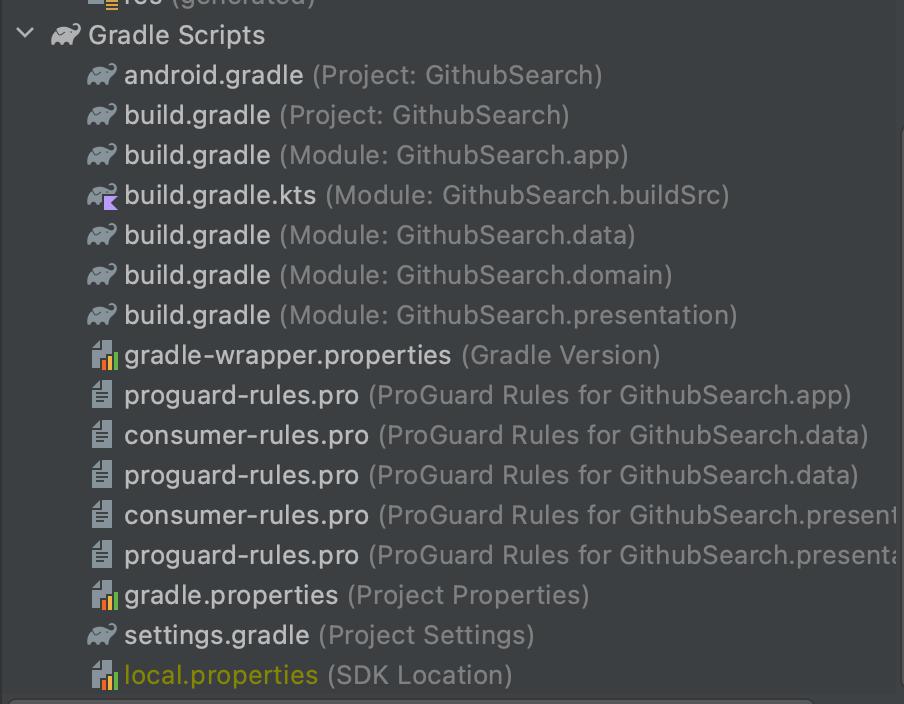 res (generated)
Gradle Scripts
android.gradle (Project: GithubSearch)
build.gradle (Project: GithubSearch)
build.gradle (Module: GithubSearch.app)
build.gradle.kts (Module: GithubSearch.buildSrc)
build.gradle (Module: GithubSearch.data)
build.gradle (Module: GithubSearch.domain)
build.gradle (Module: GithubSearch.presentation)
gradle-wrapper.properties (Gradle Version)
proguard-rules.pro (ProGuard Rules for GithubSearch.app)
consumer-rules.pro (ProGuard Rules for GithubSearch.data)
proguard-rules.pro (ProGuard Rules for GithubSearch.data)
consumer-rules.pro (ProGuard Rules for GithubSearch.present
proguard-rules.pro (ProGuard Rules for GithubSearch.presenta
gradle.properties (Project Properties)
settings.gradle (Project Settings)
local.properties (SDK Location)